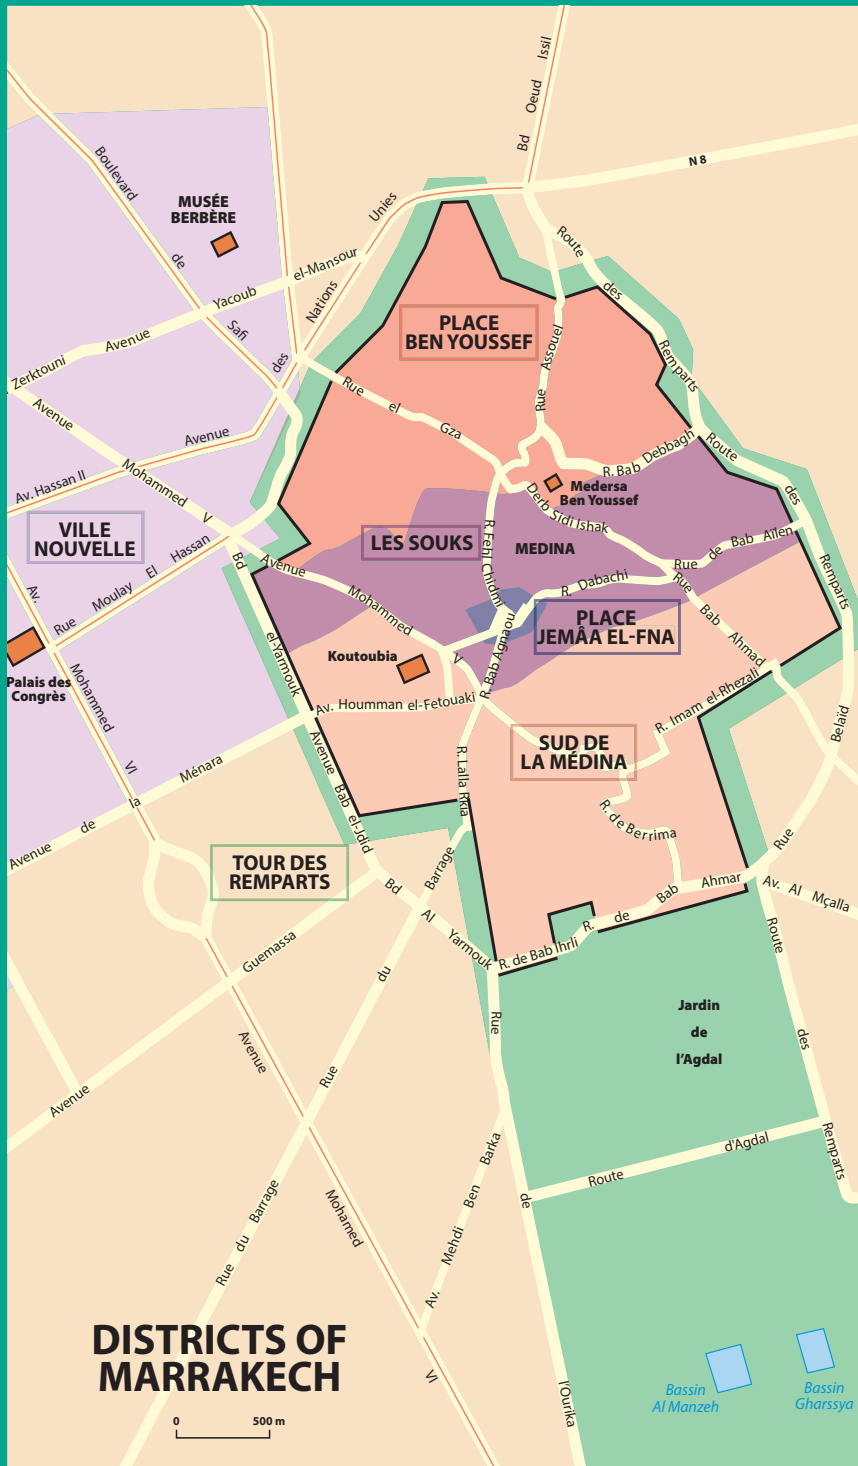 Bd Oeud Issil
N 8
Boulevard de Safi
MUSÉE
BERBÈRE
Unies
Nations
des
Route des Remparts
el-Mansour
Yacoub
Avenue
Zerktouni
PLACE
BEN YOUSSEF
Rue Assouel
Rue el Gza
Avenue Mohammed V
Avenue
Av. Hassan II
R. Bab Debbagh
Route des Remparts
Medersa
Ben Youssef
Derb Sidi Ishak
VILLE
NOUVELLE
LES SOUKS
MEDINA
R. Fehl Chidmi
Rue de Bab Aïlen
Rue Moulay El Hassan
Bd el-Yarmouk
Avenue Mohammed V
R. Dabachi
Rue Bab Ahmad
PLACE
JEMÂA EL-FNA
Av. Mohammed VI
Palais des
Congrès
Koutoubia
R. Bab Agnaou
Av. Houmman el-Fetouaki
R. Imam el-Rhezali
Belaïd
SUD DE
LA MÉDINA
Avenue Bab el-Jdid
R. Lalla Rkia
Avenue de la Ménara
R. de Berrima
Rue
TOUR DES
REMPARTS
Barrage
du
Rue
Bd Al Yarmouk
R. de Bab Ahmar
Av. Al Mçalla
R. de Bab Ihrli
Guemassa
Avenue
Route des Remparts
Jardin
de
l'Agdal
Rue de l'Ourika
Avenue Mohamed VI
Av. Mehdi Ben Barka
Route d'Agdal
Rue du Barrage
DISTRICTS OF
MARRAKECH
0 500 m
Bassin
Al Manzeh
Bassin
Gharssya